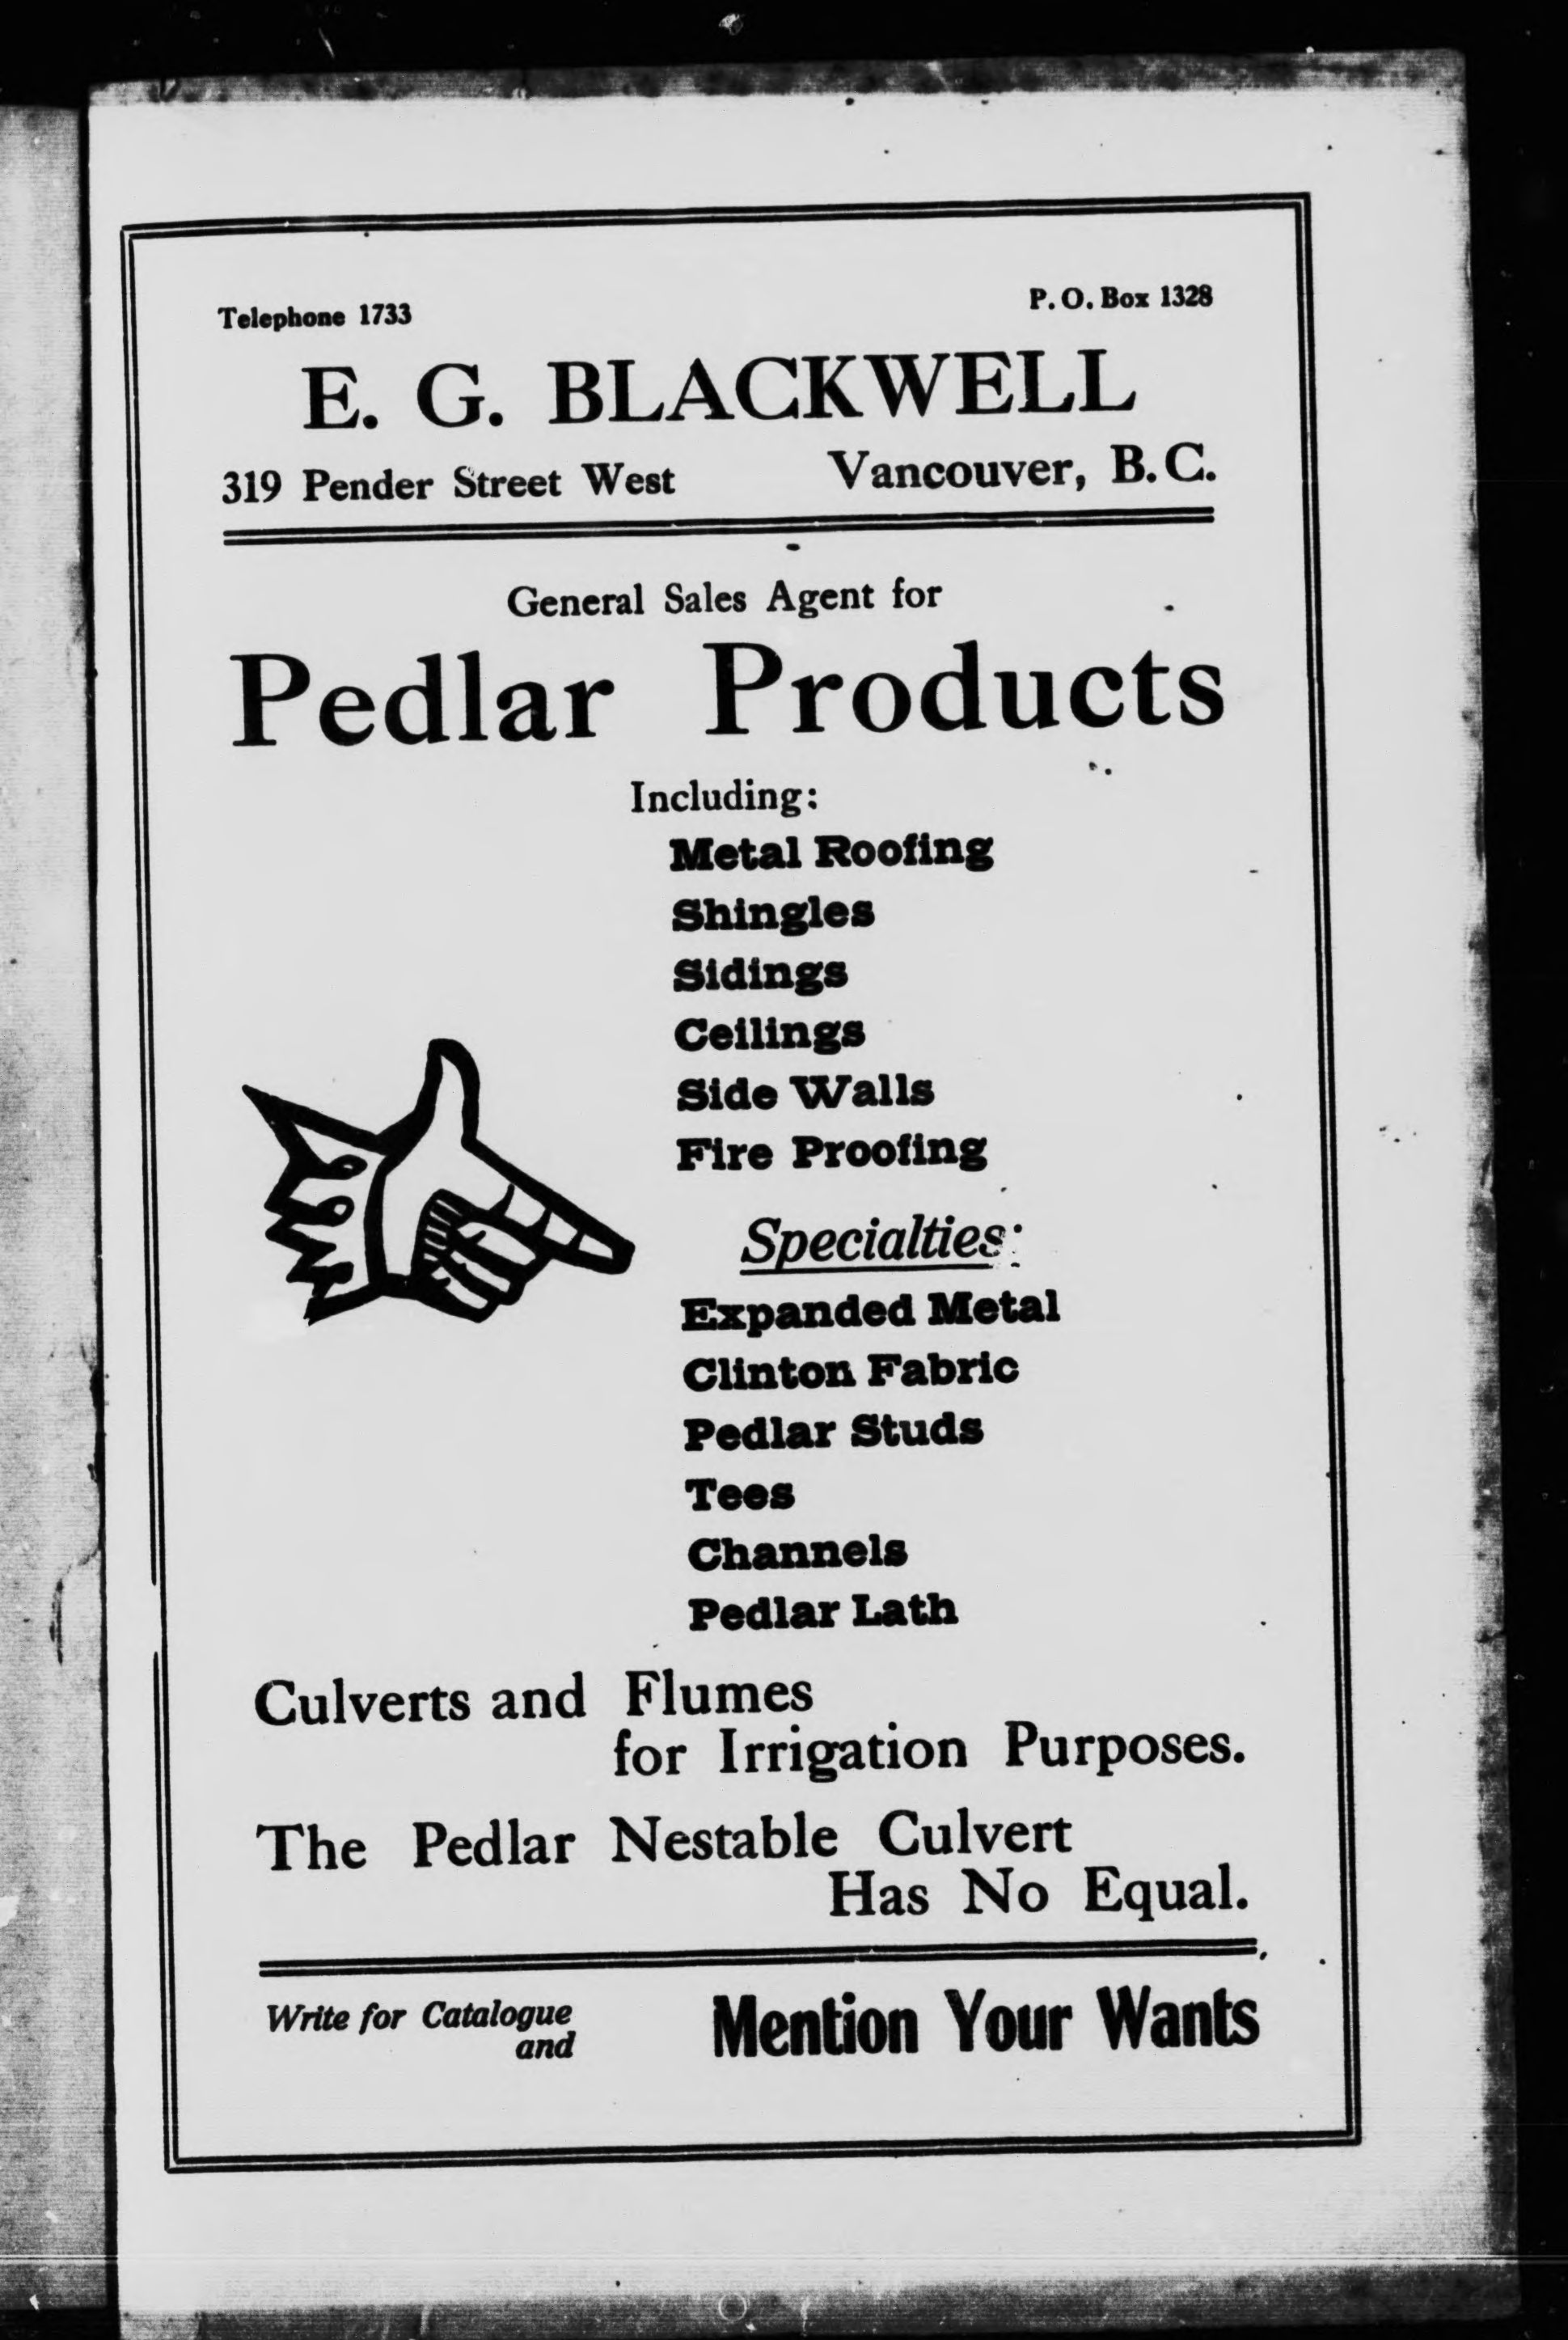 Telephone 1733 P. O. Box 1328
E. G. BLACKWELL
319 Pender Street West Vancouver, B. C.
General Sales Agent for
Pedlar Products
Including:
Metal Roofing
Shingles
Sidings
Ceilings
Side Walls
Fire Proofing
Specialties:
Expanded Metal
Clinton Fabric
Pedlar Studs
Tees
Channels
Pedlar Lath
Culverts and Flumes
for Irrigation Purposes.
The Pedlar Nestable Culvert
Has No Equal.
Write for Catalogue
and Mention Your Wants